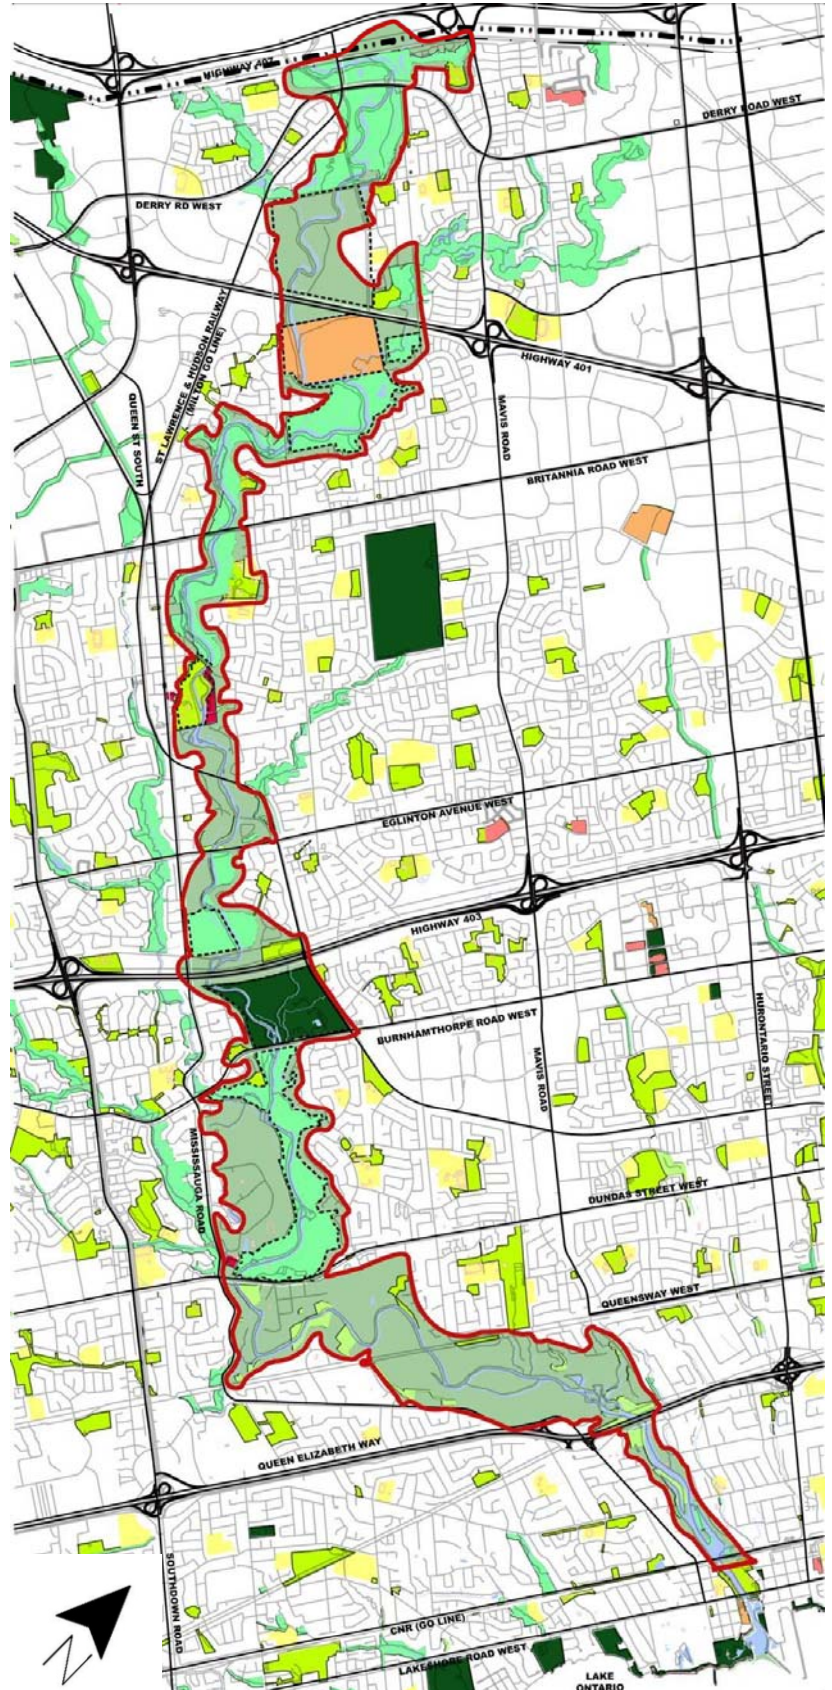 HIGHWAY 407
DERRY ROAD WEST
DERRY RD WEST
ST LAWRENCE & HUDSON RAILWAY
(MILTON GO LINE)
HIGHWAY 401
QUEEN ST SOUTH
MAVIS ROAD
BRITANNIA ROAD WEST
EGLINTON AVENUE WEST
HIGHWAY 403
BURNHAMTHORPE ROAD WEST
HURONTARIO STREET
MAVIS ROAD
MISSISSAUGA ROAD
DUNDAS STREET WEST
QUEENSWAY WEST
QUEEN ELIZABETH WAY
SOUTHDOWN ROAD
N
CNR (GO LINE)
LAKESHORE ROAD WEST
LAKE
ONTARIO